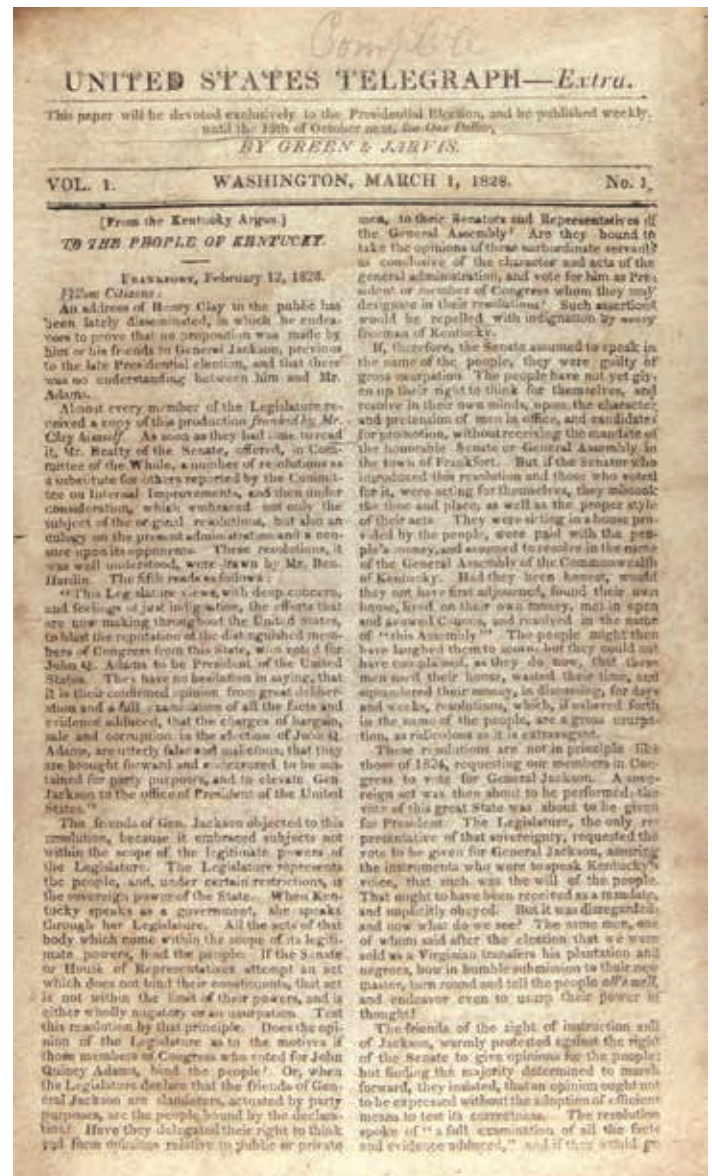 UNITED STATES TELEGRAPH—Extra.
This paper will be devoted exclusively to the Presidential Election, and be published weekly,
until the 15th of October next, for One Dollar,
BY GREEN & JARVIS.
VOL. 1. WASHINGTON, MARCH 1, 1828. No. 1.
[From the Kentucky Argus.]
TO THE PEOPLE OF KENTUCKY.
FRANKFORT, February 12, 1828.
Fellow Citizens:
An address of Henry Clay to the public has
been lately disseminated, in which he endea-
vors to prove that no proposition was made by
him or his friends to General Jackson, previous
to the late Presidential election, and that there
was no understanding between him and Mr.
Adams.
About every member of the Legislature re-
ceived a copy of this production franked by Mr.
Clay himself. As soon as they had time to read
it, Mr. Beatty of the Senate, offered, in Com-
mittee of the Whole, a number of resolutions as
a substitute for others reported by the Commit-
tee on Internal Improvements, and then under
consideration, which embraced not only the
subject of the original resolutions, but also an
eulogy on the present administration and a cen-
sure upon its opponents. These resolutions, it
was well understood, were drawn by Mr. Ben.
Hardin. The fifth reads as follows:
"This Legislature views, with deep concern,
and feelings of just indignation, the efforts that
are now making throughout the United States,
to blast the reputation of the distinguished mem-
bers of Congress from this State, who voted for
John Q. Adams to be President of the United
States. They have no hesitation in saying, that
it is their confirmed opinion from great deliber-
ation and a full examination of all the facts and
evidence adduced, that the charges of bargain,
sale and corruption in the election of John Q.
Adams, are utterly false and malicious; that they
are brought forward and endeavored to be sus-
tained for party purposes, and to elevate Gen.
Jackson to the office of President of the United
States."
The friends of Gen. Jackson objected to this
resolution, because it embraced subjects not
within the scope of the legitimate powers of
the Legislature. The Legislature represents
the people, and, under certain restrictions, is
the sovereign power of the State. When Ken-
tucky speaks as a government, she speaks
through her Legislature. All the acts of that
body which come within the scope of its legiti-
mate powers, bind the people. If the Senate
or House of Representatives attempt an act
which does not bind their constituents, that act
is not within the limit of their powers, and is
either wholly nugatory or an usurpation. Test
this resolution by that principle. Does the opi-
nion of the Legislature as to the motives of
those members of Congress who voted for John
Quincy Adams, bind the people? Or, when
the Legislature declare that the friends of Gen-
eral Jackson are slanderers, actuated by party
purposes, are the people bound by the declara-
tion? Have they delegated their right to think
and form opinions relative to public or private
men, to their Senators and Representatives of
the General Assembly? Are they bound to
take the opinions of these surbordinate servants
as conclusive of the character and acts of the
general administration, and vote for him as Pre-
sident or member of Congress whom they may
designate in their resolutions? Such assertions
would be repelled with indignation by every
freeman of Kentucky.
If, therefore, the Senate assumed to speak in
the name of the people, they were guilty of
gross usurpation. The people have not yet giv-
en up their right to think for themselves, and
resolve in their own minds, upon the character
and pretension of men in office, and candidates
for promotion, without receiving the mandate of
the honorable Senate or General Assembly in
the town of Frankfort. But if the Senator who
introduced this resolution and those who voted
for it, were acting for themselves, they mistook
the time and place, as well as the proper style
of their acts. They were sitting in a house pro-
vided by the people, were paid with the peo-
ple's money, and assumed to resolve in the name
of the General Assembly of the Commonwealth
of Kentucky. Had they been honest, would
they not have first adjourned, found their own
house, lived on their own money, met in open
and avowed Caucus, and resolved in the name
of "this Assembly?" The people might then
have laughed them to scorn, but they could not
have complained, as they do now, that these
men used their house, wasted their time, and
squandered their money, in discussing, for days
and weeks, resolutions, which, if ushered forth
in the name of the people, are a gross usurpa-
tion, as ridiculous as it is extravagant.
These resolutions are not in principle like
those of 1824, requesting our members in Con-
gress to vote for General Jackson. A sove-
reign act was then about to be performed; the
vote of this great State was about to be given
for President. The Legislature, the only re-
presentative of that sovereignty, requested the
vote to be given for General Jackson, assuring
the instruments who were to speak Kentucky's
voice, that such was the will of the people.
That ought to have been received as a mandate,
and implicitly obeyed. But it was disregarded;
and now what do we see? The same men, one
of whom said after the election that we were
sold as a Virginian transfers his plantation and
negroes, bow in humble submission to their new
master, turn round and tell the people all's well,
and endeavor even to usurp their power of
thought!
The friends of the right of instruction and
of Jackson, warmly protested against the right
of the Senate to give opinions for the people;
but finding the majority determined to march
forward, they insisted, that an opinion ought not
to be expressed without the adoption of efficient
means to test its correctness. The resolution
spoke of "a full examination of all the facts
and evidence adduced," and if they would go